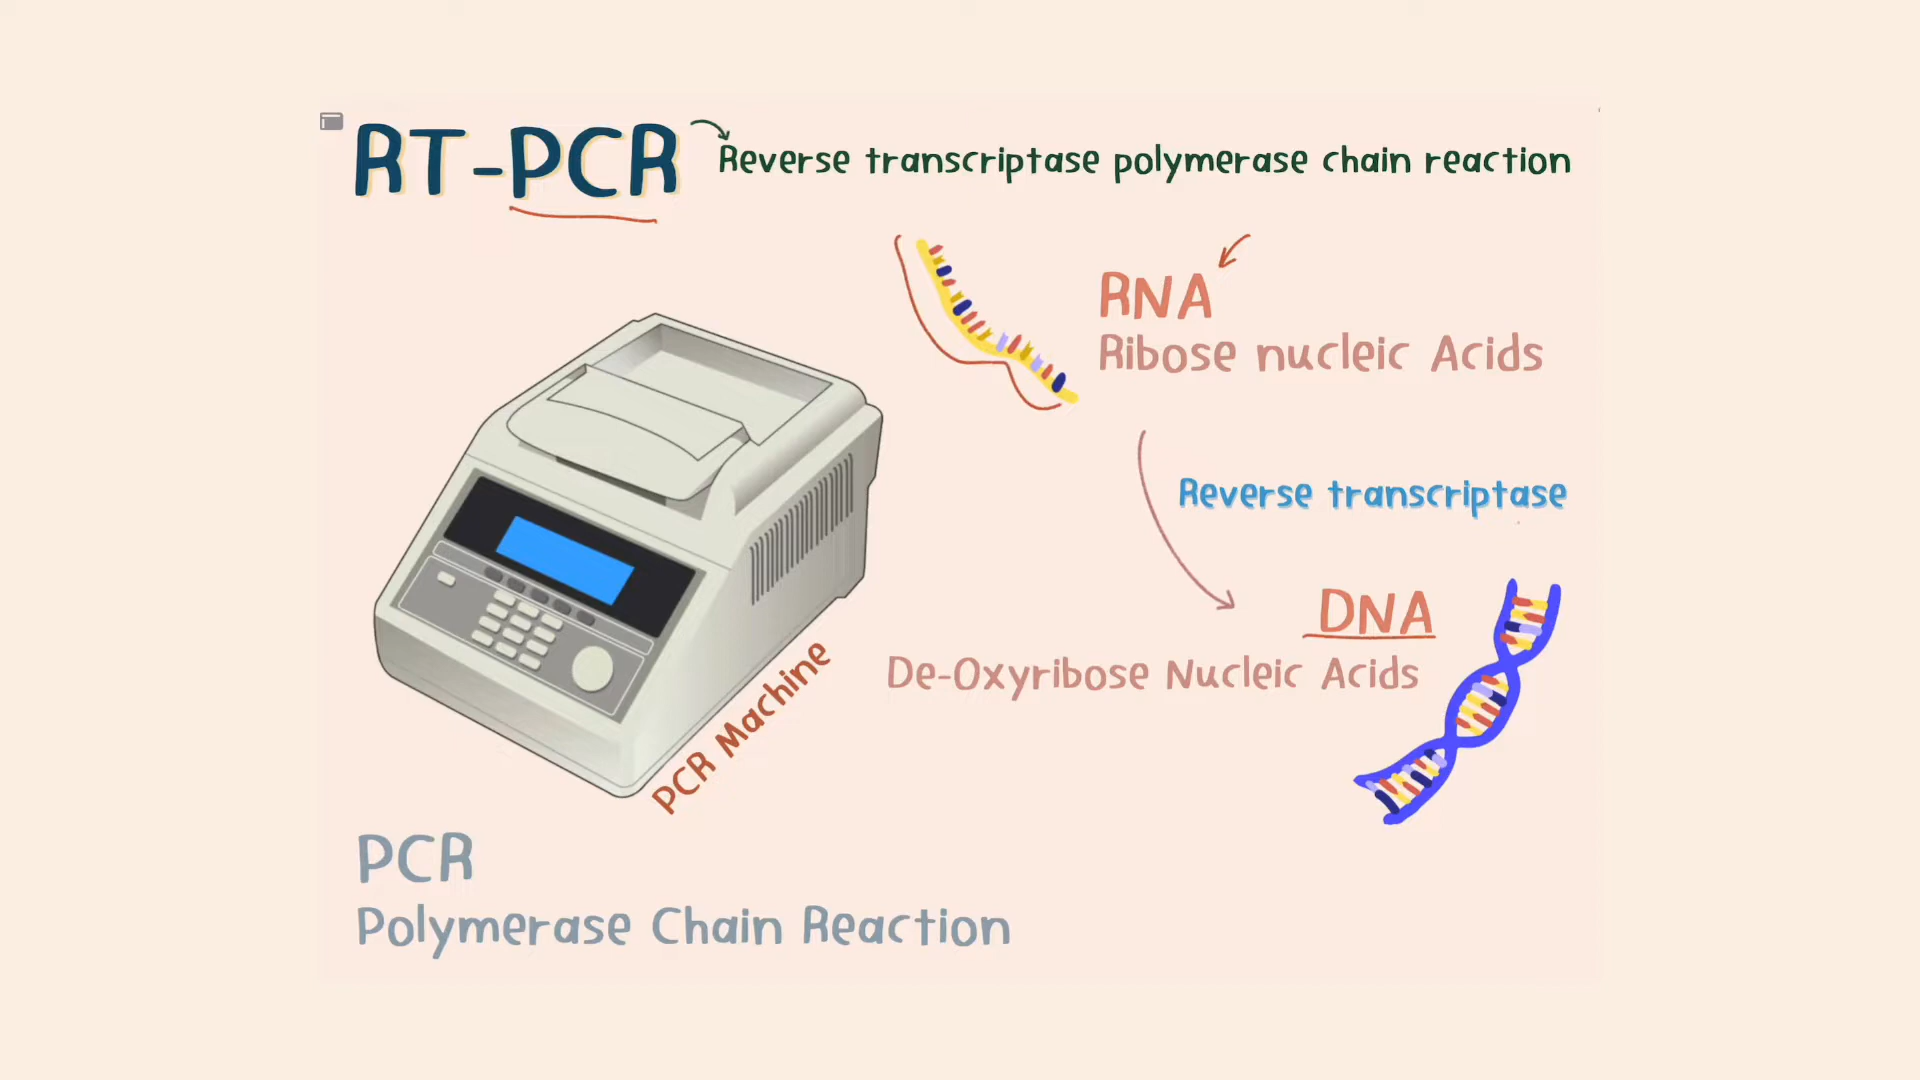 RT-PCR
Reverse transcriptase polymerase chain reaction
RNA
Ribose nucleic Acids
Reverse transcriptase
DNA
De-Oxyribose Nucleic Acids
PCR Machine
PCR
Polymerase Chain Reaction